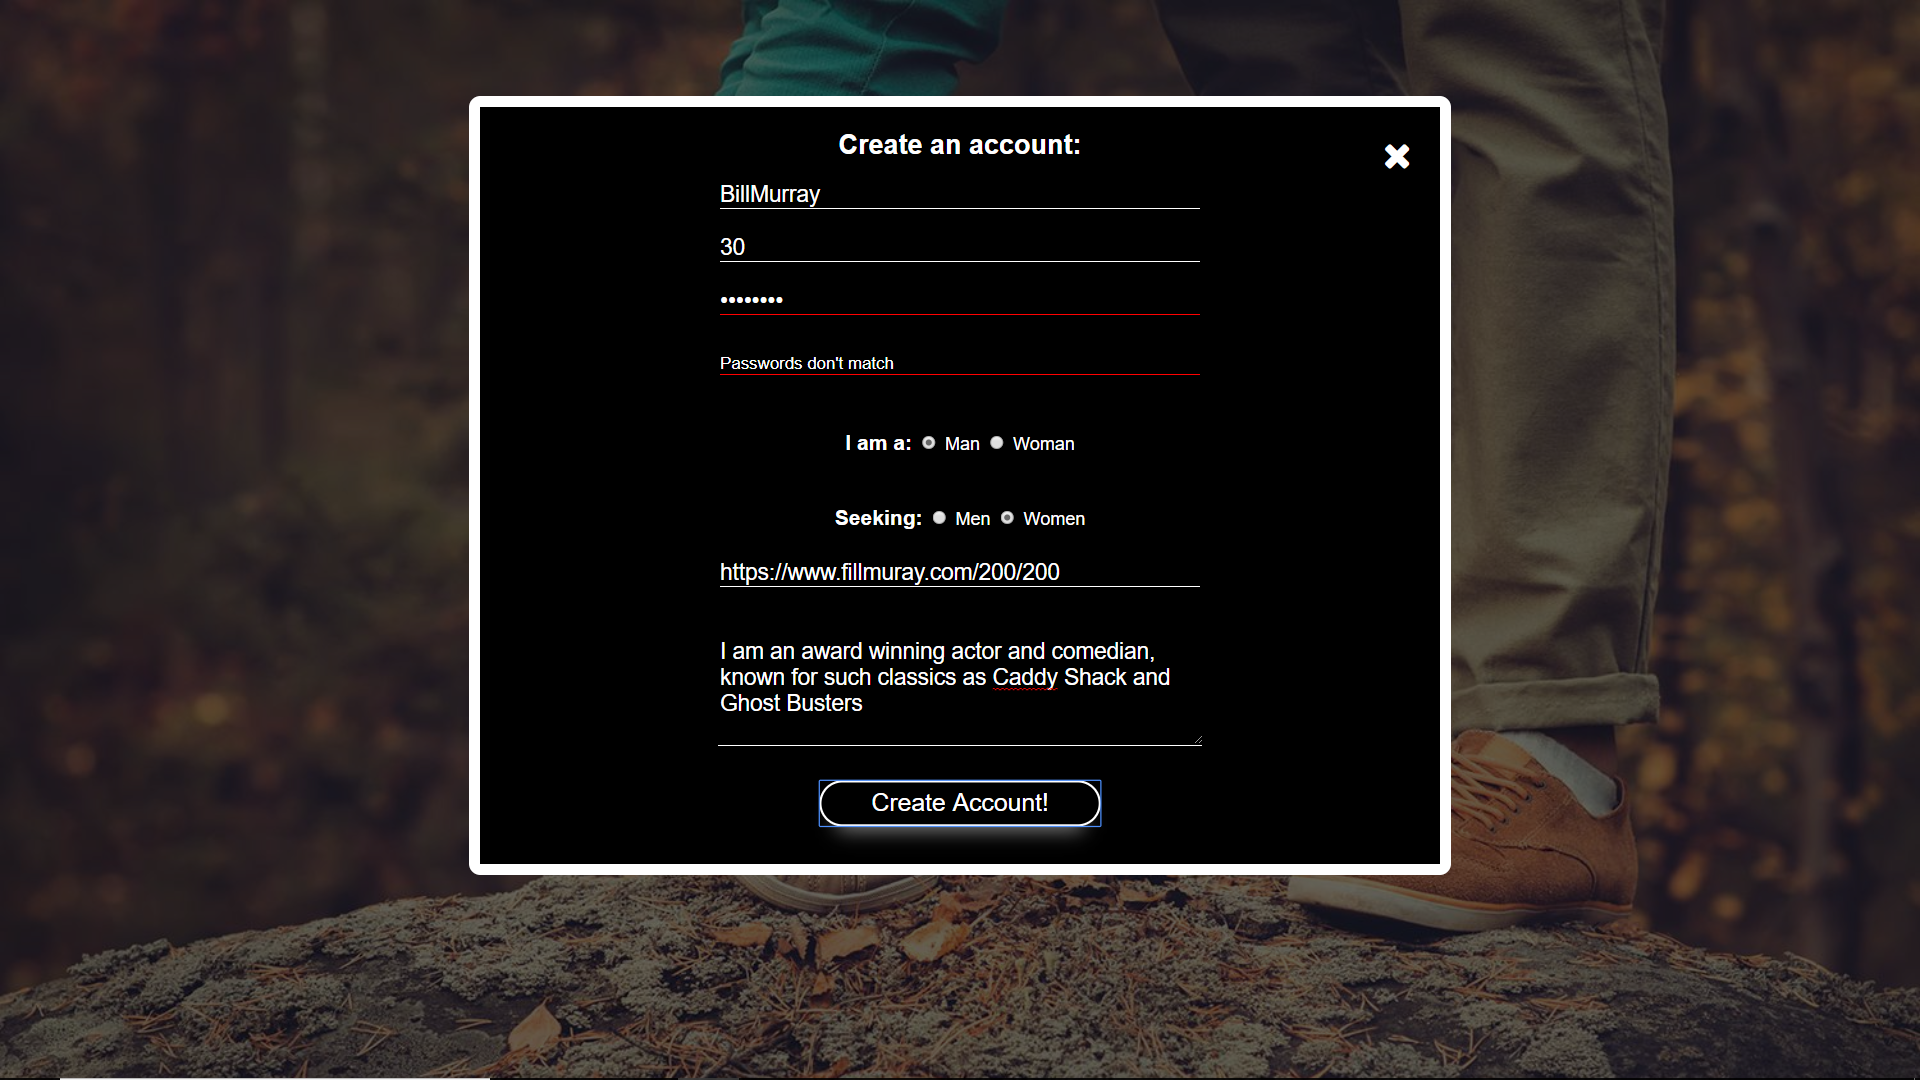 Create an account:
BillMurray
30
••••••••
Passwords don't match
I am a: Man Woman
Seeking: Men Women
https://www.fillmuray.com/200/200
I am an award winning actor and comedian,
known for such classics as Caddy Shack and
Ghost Busters
Create Account!